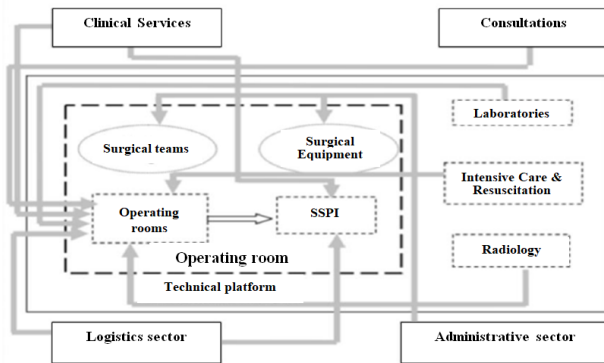 Clinical Services
Consultations
Laboratories
Surgical teams
Surgical
Equipment
Intensive Care &
Resuscitation
Operating
rooms
SSPI
Radiology
Operating room
Technical platform
Logistics sector
Administrative sector